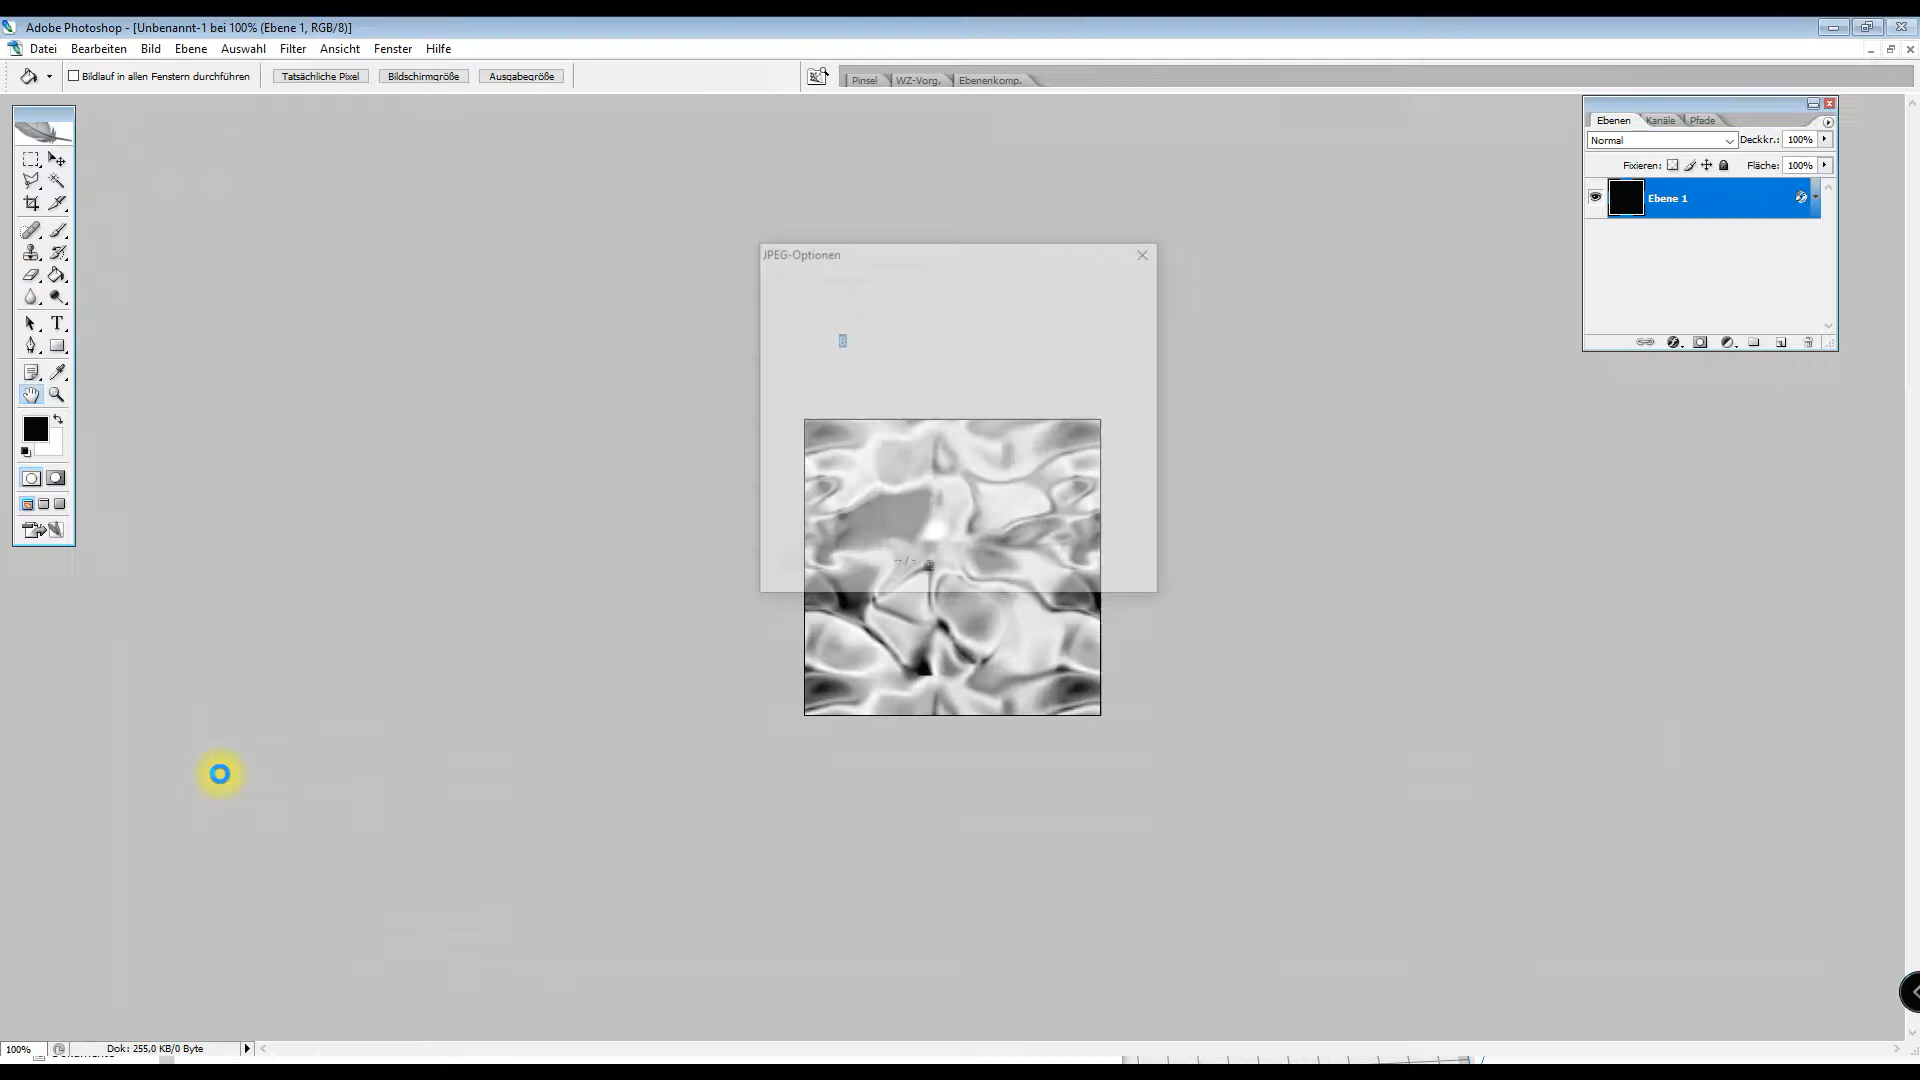 Adobe Photoshop - [Unbenannt-1 bei 100% (Ebene 1, RGB/8)]
Datei Bearbeiten Bild Ebene Auswahl Filter Ansicht Fenster Hilfe
Bildlauf in allen Fenstern durchführen Tatsächliche Pixel Bildschirmgröße Ausgabegröße Pinsel WZ-Vorg. Ebenenkomp.
Ebenen Kanäle Pfade
Normal Deckkr.: 100%
Fixieren: Fläche: 100%
Ebene 1
JPEG-Optionen
8
T
100% Dok: 255,0 KB/0 Byte